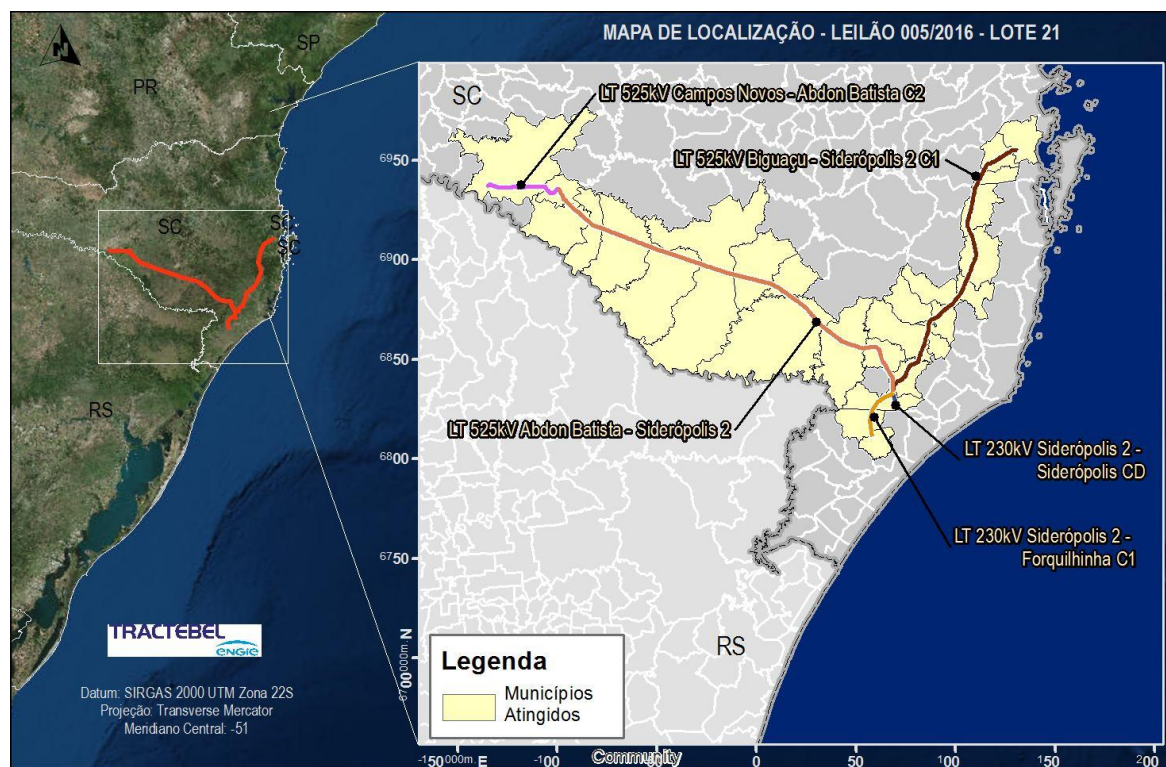 MAPA DE LOCALIZAÇÃO - LEILÃO 005/2016 - LOTE 21
N
SP
PR
SC
SC
SC
RS
SC
LT 525kV Campos Novos - Abdon Batista C2
LT 525kV Biguaçu - Siderópolis 2 C1
LT 525kV Abdon Batista - Siderópolis 2
LT 230kV Siderópolis 2 -
Siderópolis CD
LT 230kV Siderópolis 2 -
Forquilhinha C1
RS
6950
6900
6850
6800
6750
6700000m. N
Legenda
Municípios
Atingidos
-150000m. E
-100
-50
0
50
100
150
200
Community
TRACTEBEL
ENGIE
Datum: SIRGAS 2000 UTM Zona 22S
Projeção: Transverse Mercator
Meridiano Central: -51